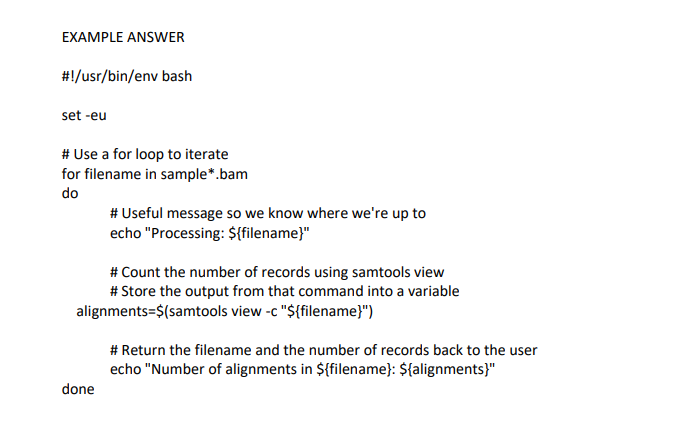 EXAMPLE ANSWER
#!/usr/bin/env bash
set -eu
# Use a for loop to iterate
for filename in sample*.bam
do
# Useful message so we know where we're up to
echo "Processing: ${filename}"
# Count the number of records using samtools view
# Store the output from that command into a variable
alignments=$(samtools view -c "${filename}")
# Return the filename and the number of records back to the user
echo "Number of alignments in ${filename}: ${alignments}"
done